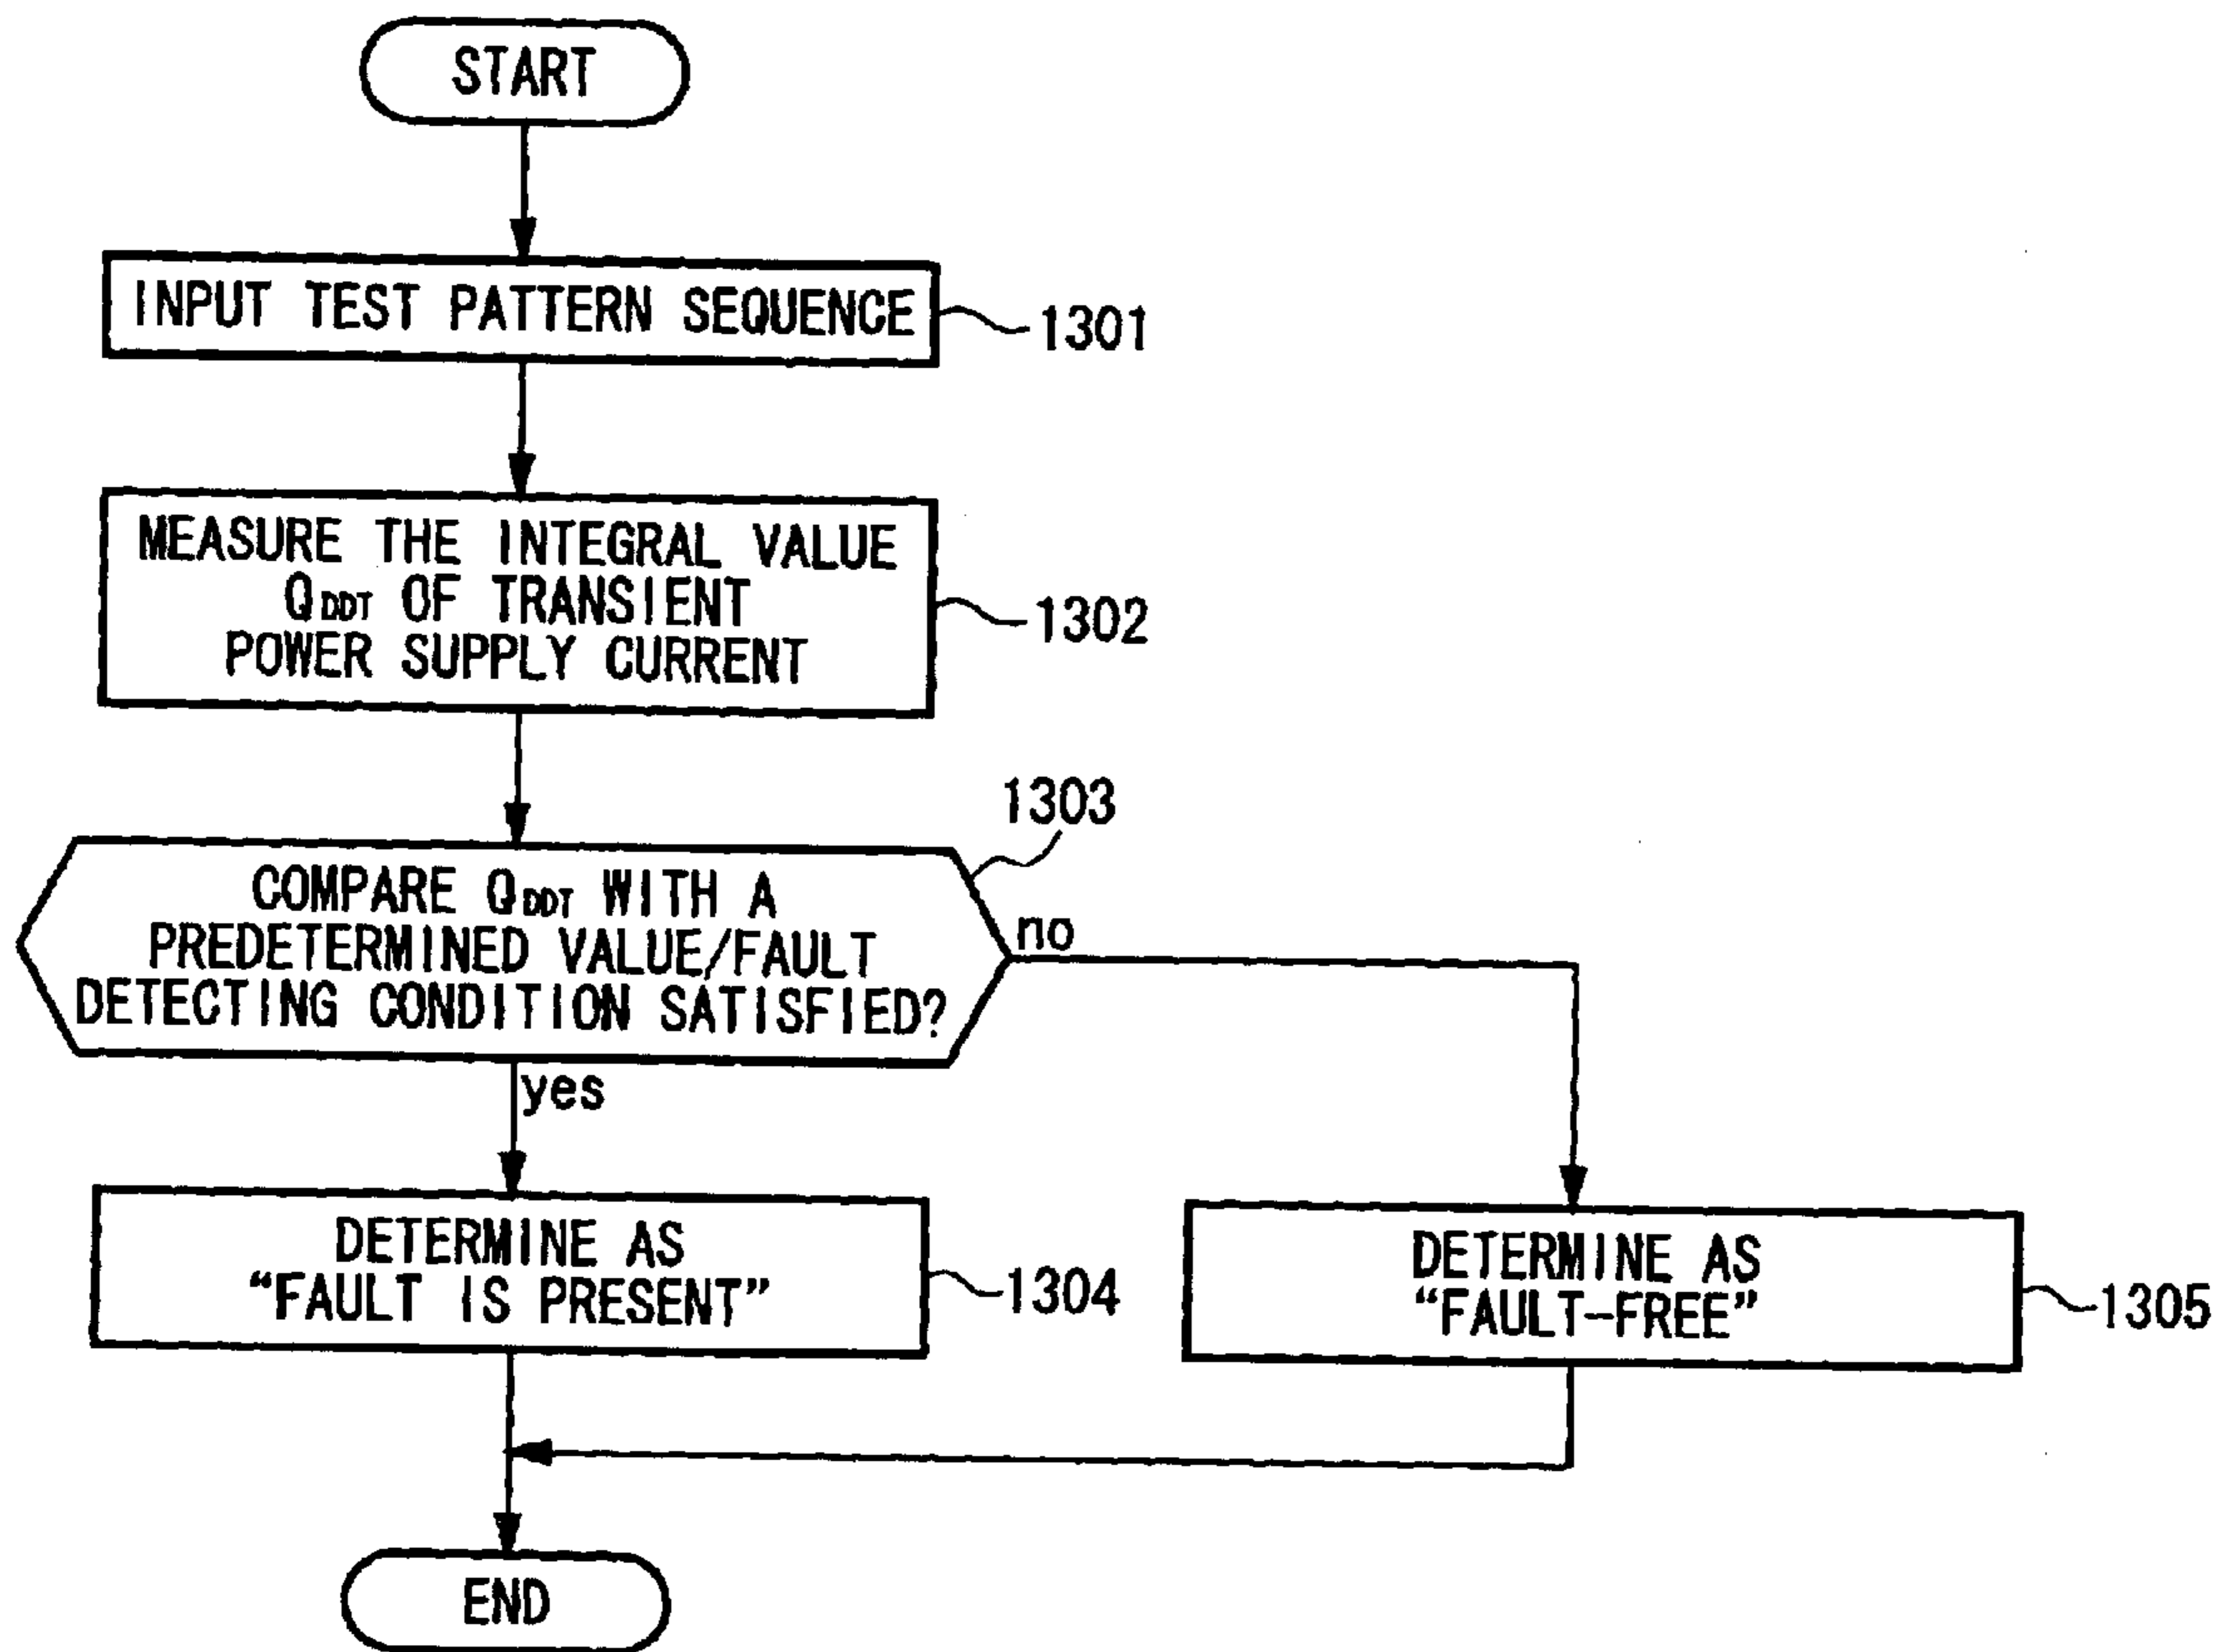 START
INPUT TEST PATTERN SEQUENCE
1301
MEASURE THE INTEGRAL VALUE
QDDT OF TRANSIENT
POWER SUPPLY CURRENT
1302
1303
COMPARE QDDT WITH A
PREDETERMINED VALUE/FAULT
DETECTING CONDITION SATISFIED?
no
yes
DETERMINE AS
“FAULT IS PRESENT”
1304
DETERMINE AS
“FAULT-FREE”
1305
END